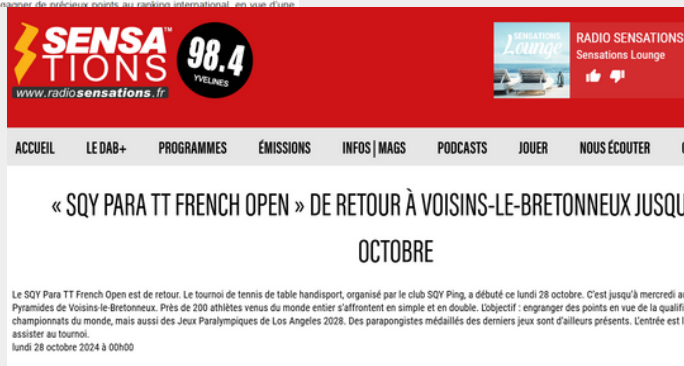 gagner de précieux points au ranking international, en vue d'une
SENSA
TIONS
www.radiosensations.fr
98.4
YVELINES
SENSATIONS
Lounge
RADIO SENSATIONS
Sensations Lounge
ACCUEIL LE DAB+ PROGRAMMES ÉMISSIONS INFOS | MAGS PODCASTS JOUER NOUS ÉCOUTER
« SQY PARA TT FRENCH OPEN » DE RETOUR À VOISINS-LE-BRETONNEUX JUSQU
OCTOBRE
Le SQY Para TT French Open est de retour. Le tournoi de tennis de table handisport, organisé par le club SQY Ping, a débuté ce lundi 28 octobre. C'est jusqu'à mercredi au
Pyramides de Voisins-le-Bretonneux. Près de 200 athlètes venus du monde entier s'affrontent en simple et en double. L'objectif : engranger des points en vue de la qualifi
championnats du monde, mais aussi des Jeux Paralympiques de Los Angeles 2028. Des parapongistes médaillés des derniers jeux sont d'ailleurs présents. L'entrée est l
assister au tournoi.
lundi 28 octobre 2024 à 00h00